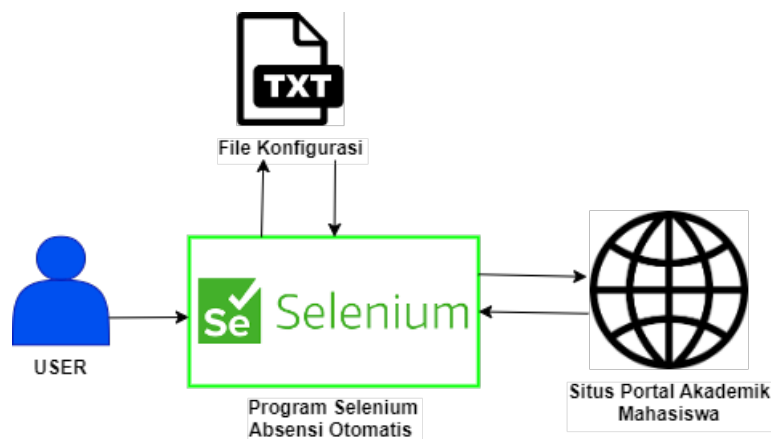 TXT
File Konfigurasi
Se Selenium
USER
Program Selenium
Absensi Otomatis
Situs Portal Akademik
Mahasiswa